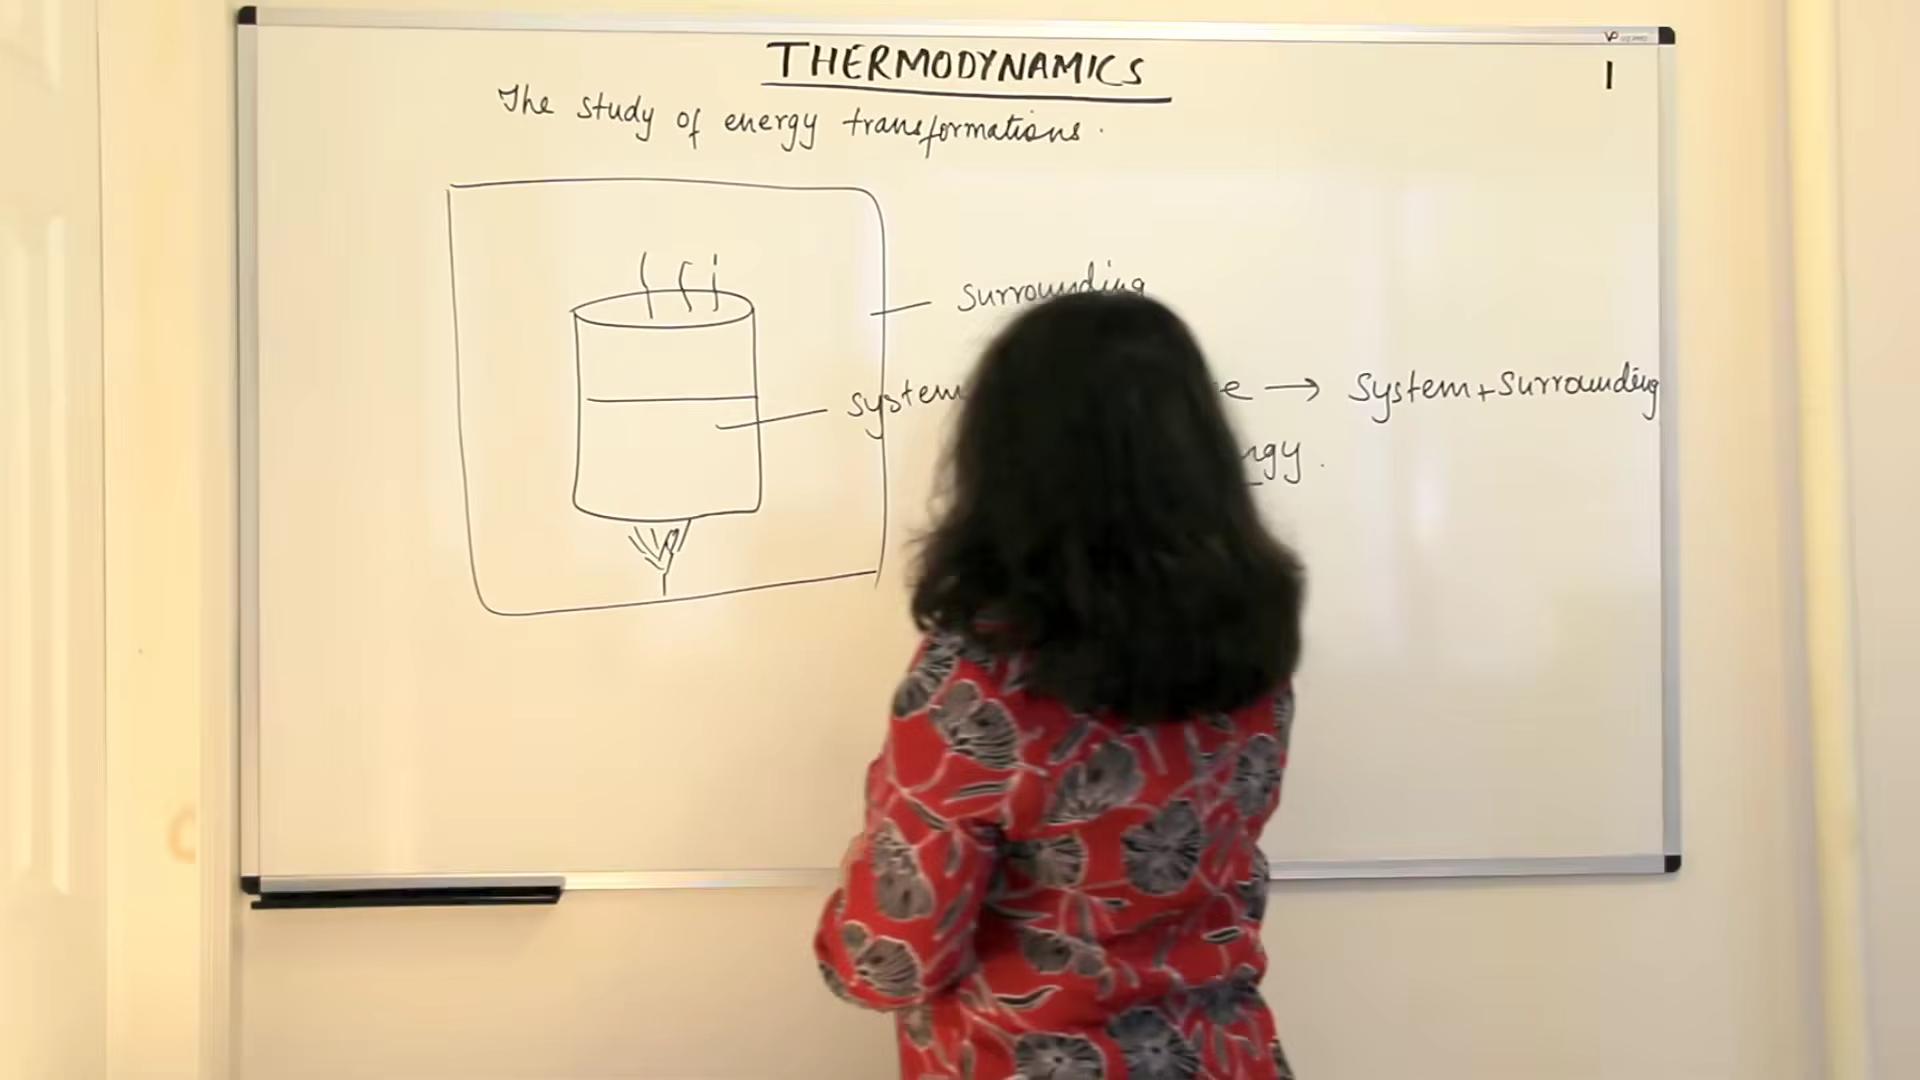 THERMODYNAMICS
1
The study of energy transformations.
Surrounding
System
→ System + Surrounding